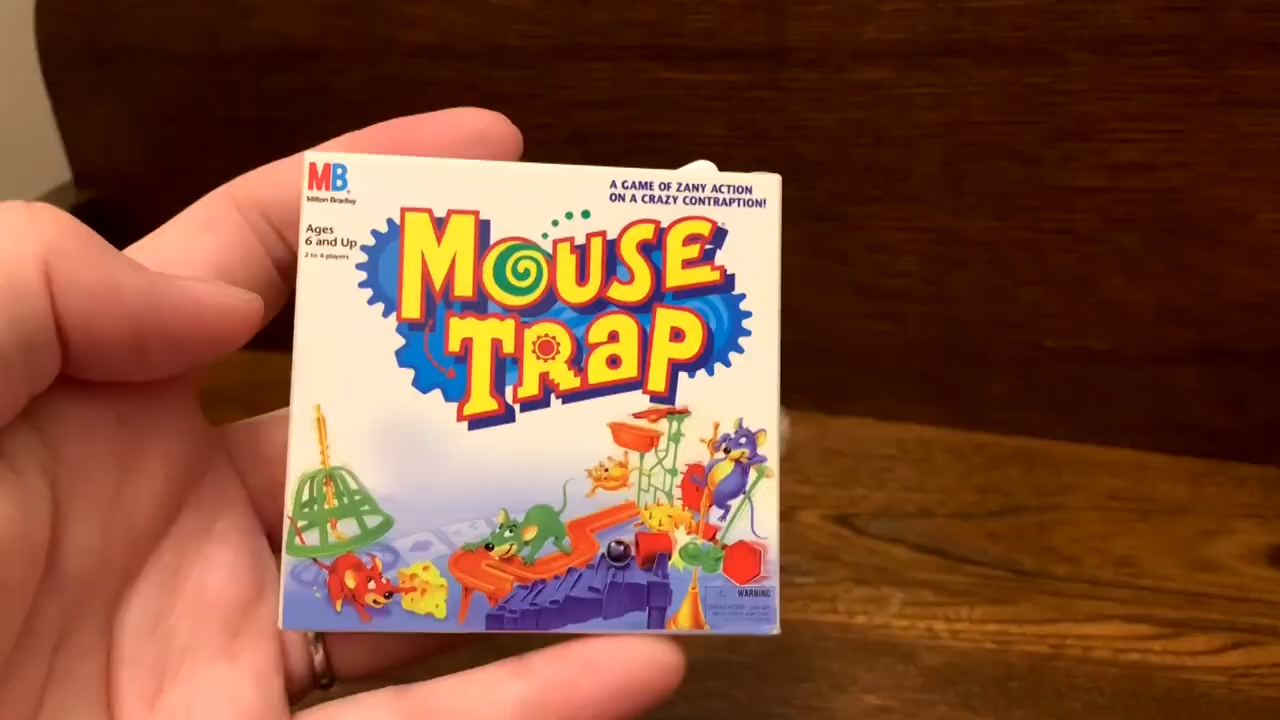 MB
Milton Bradley
A GAME OF ZANY ACTION
ON A CRAZY CONTRAPTION!
Ages
6 and Up
2 to 4 players
MOUSE
TRAP
WARNING